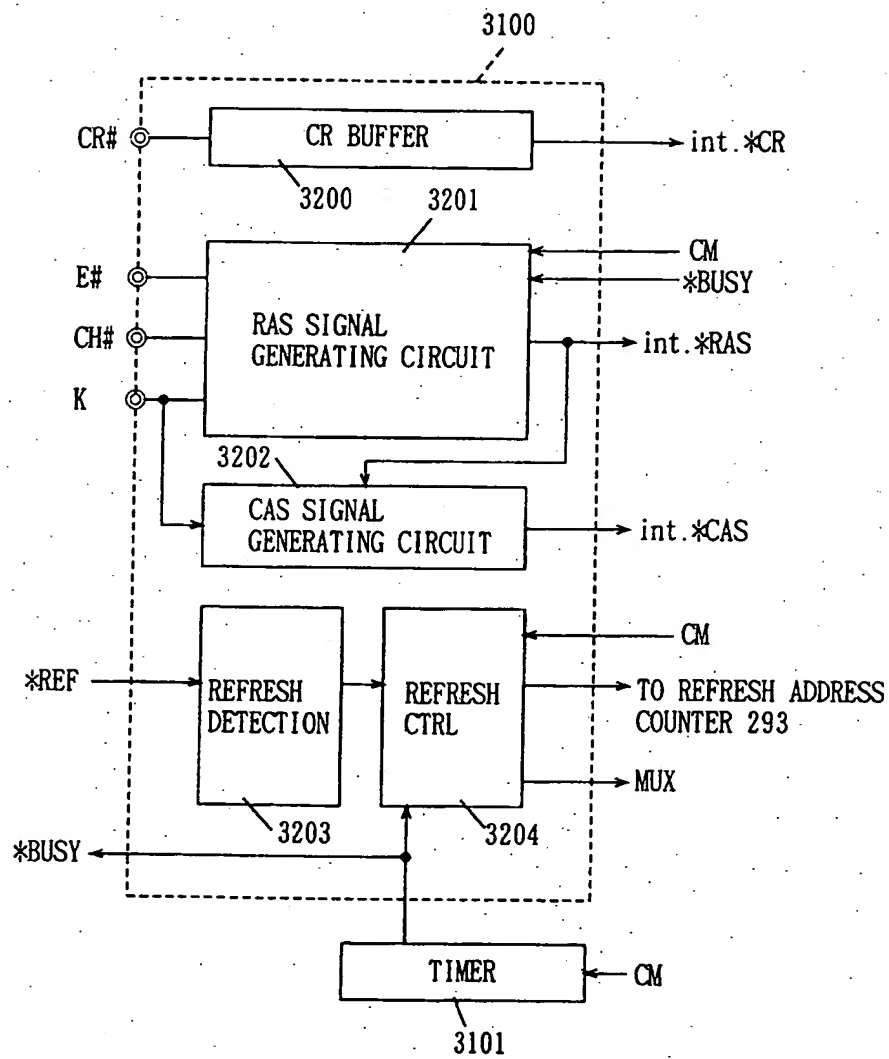 3100
CR#
CR BUFFER
int.*CR
3200
3201
E#
CM
*BUSY
CH#
RAS SIGNAL
GENERATING CIRCUIT
int.*RAS
K
3202
CAS SIGNAL
GENERATING CIRCUIT
int.*CAS
CM
*REF
REFRESH
DETECTION
REFRESH
CTRL
TO REFRESH ADDRESS
COUNTER 293
MUX
3203
3204
*BUSY
TIMER
CM
3101